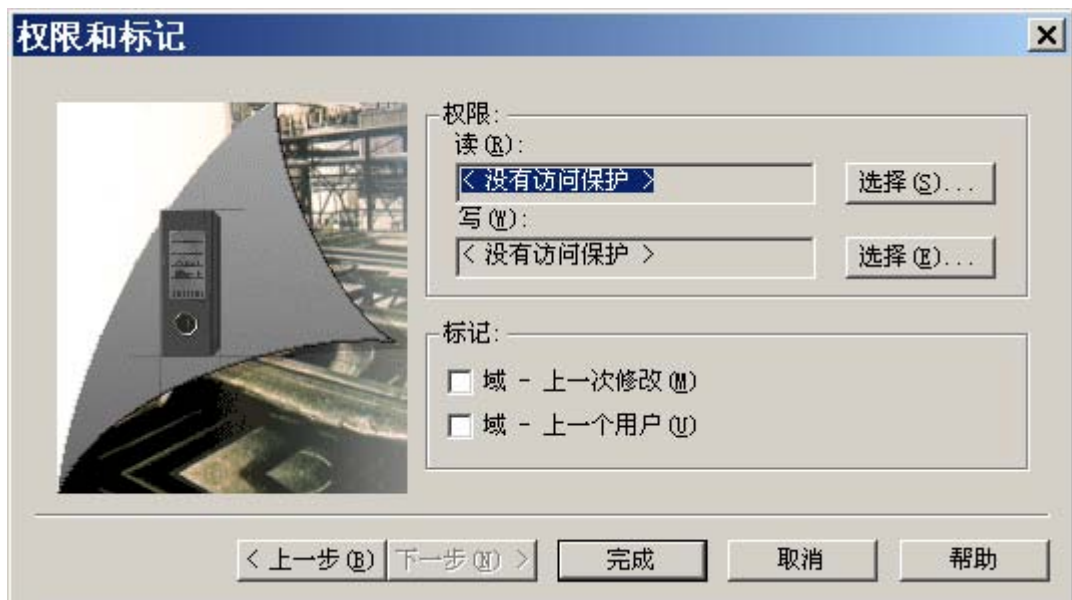 权限和标记
权限:
读(R):
< 没有访问保护 >
选择(S)...
写(W):
< 没有访问保护 >
选择(E)...
标记:
域 - 上一次修改(M)
域 - 上一个用户(U)
< 上一步(B)
下一步(N) >
完成
取消
帮助